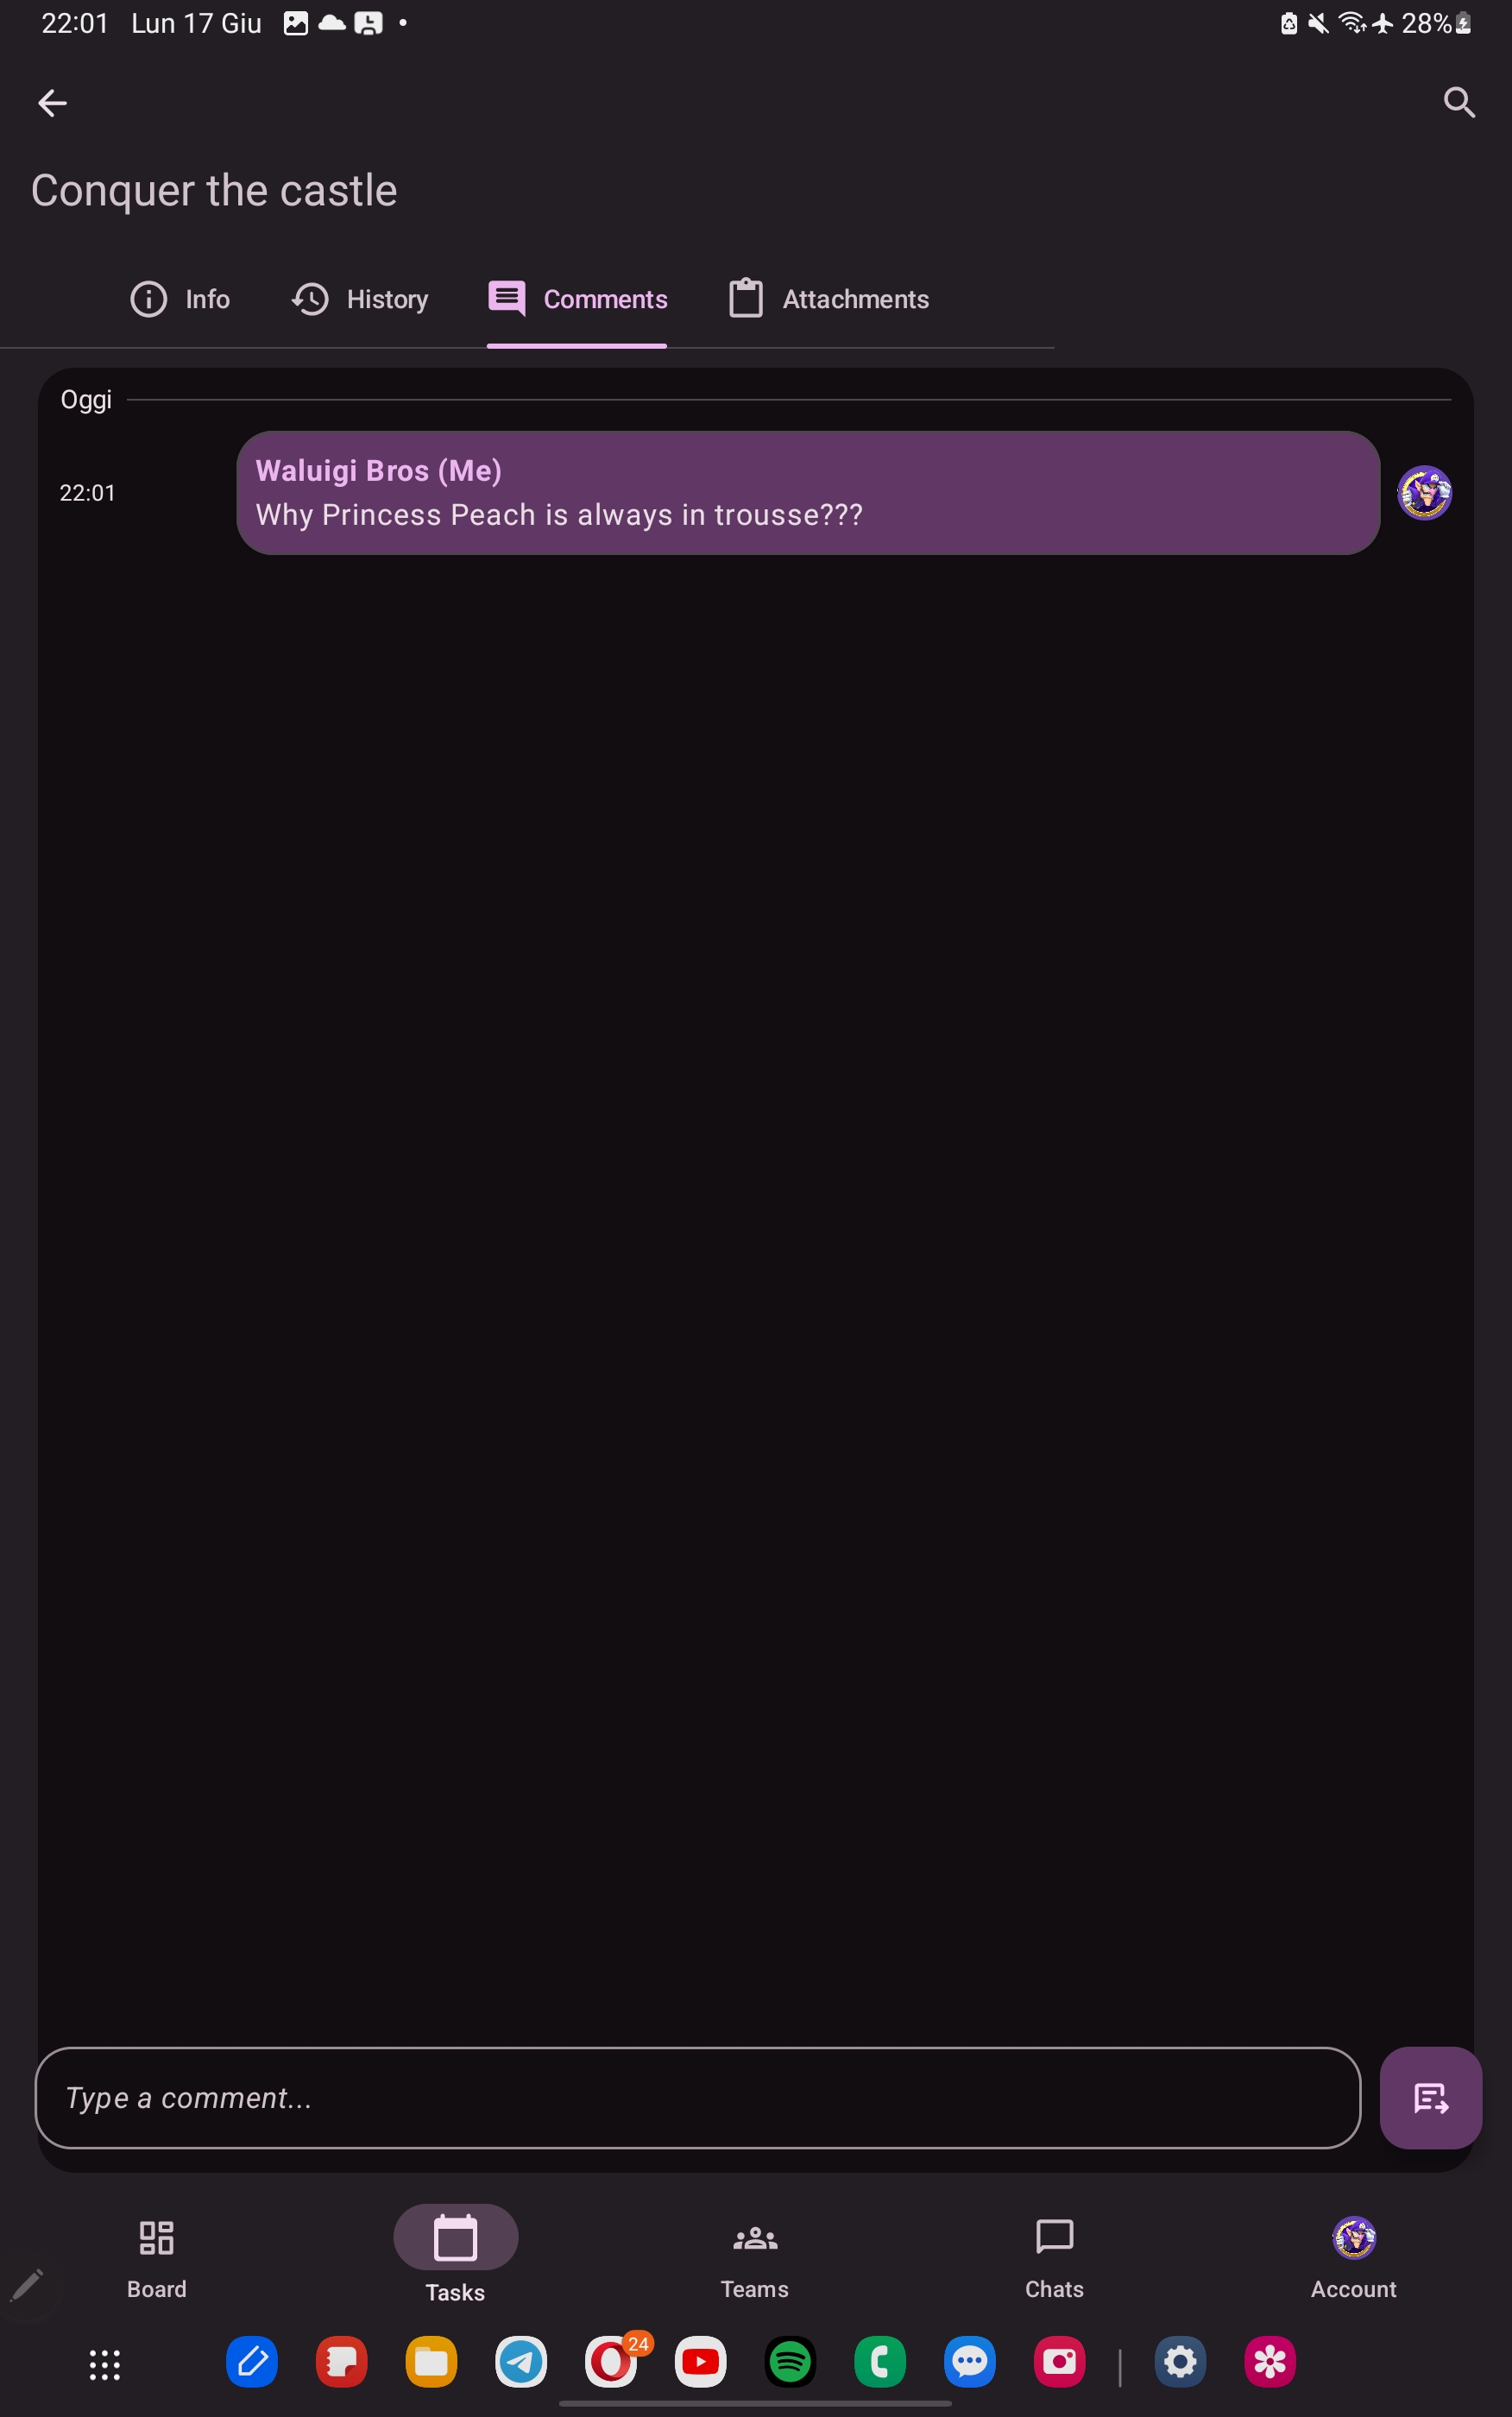 22:01 Lun 17 Giu
28%
Conquer the castle
Info History Comments Attachments
Oggi
Waluigi Bros (Me)
22:01
Why Princess Peach is always in trousse???
Type a comment...
Board Tasks Teams Chats Account
24